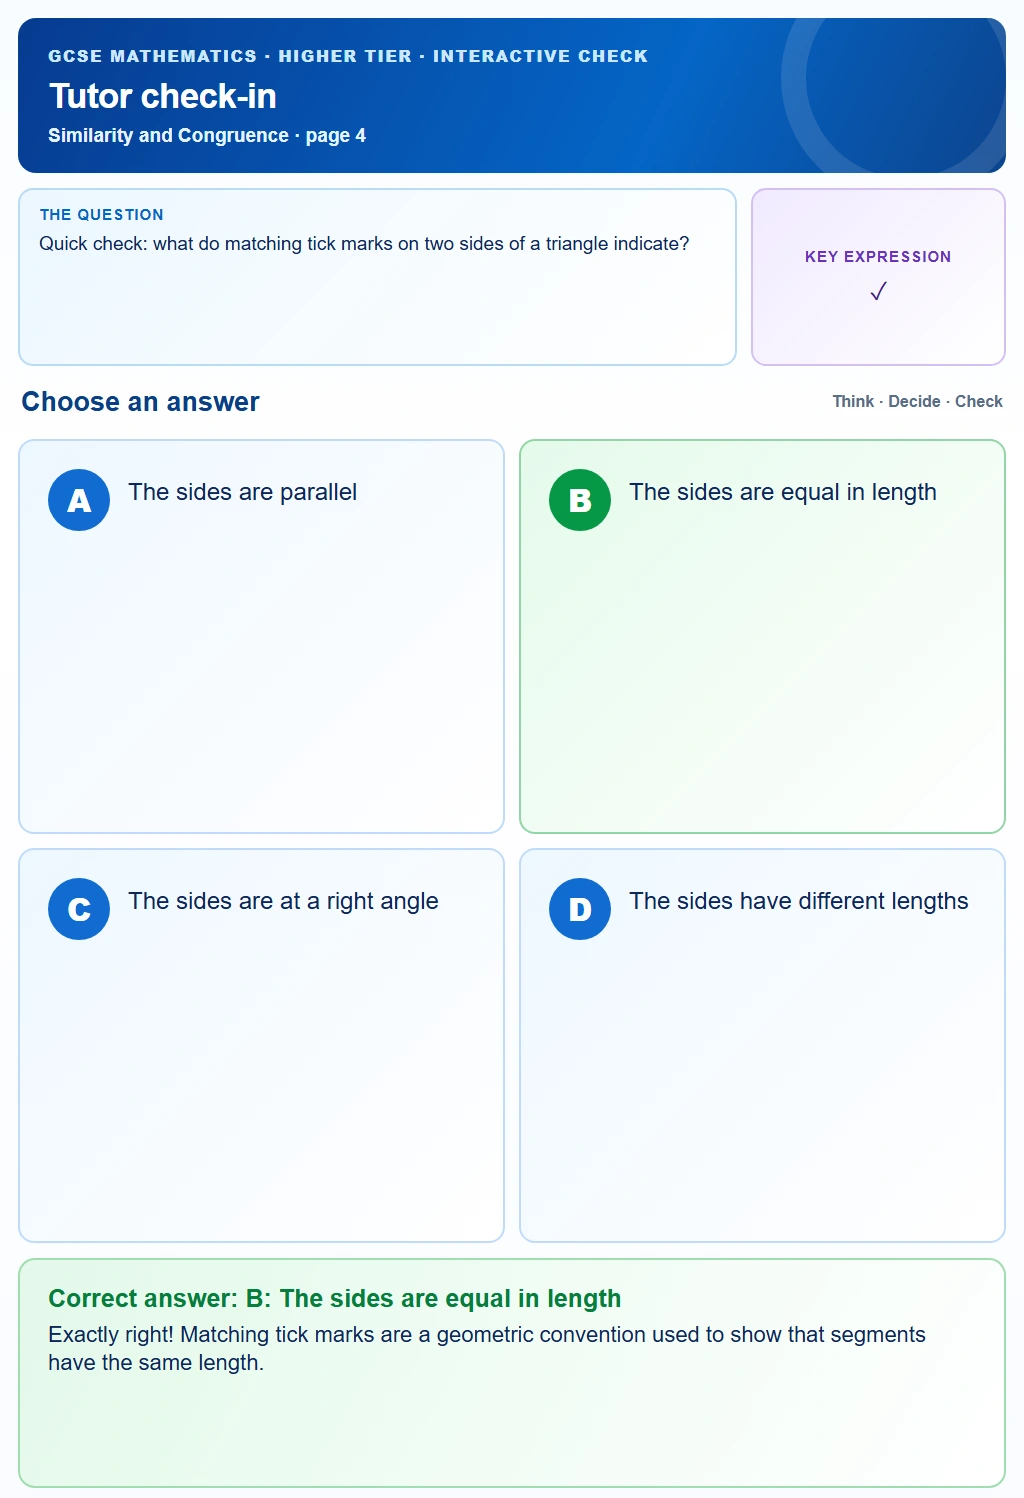 GCSE MATHEMATICS · HIGHER TIER · INTERACTIVE CHECK
Tutor check-in
Similarity and Congruence · page 4
THE QUESTION
Quick check: what do matching tick marks on two sides of a triangle indicate?
KEY EXPRESSION
✓
Choose an answer
Think · Decide · Check
A The sides are parallel
B The sides are equal in length
C The sides are at a right angle
D The sides have different lengths
Correct answer: B: The sides are equal in length
Exactly right! Matching tick marks are a geometric convention used to show that segments
have the same length.